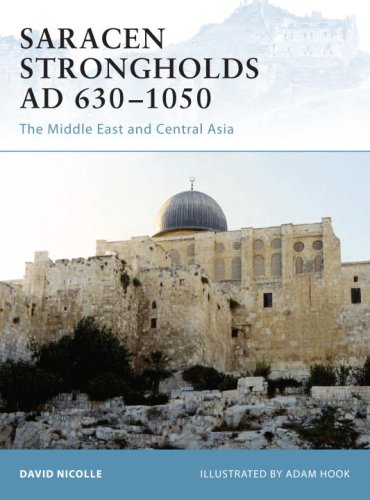 SARACEN
STRONGHOLDS
AD 630–1050
The Middle East and Central Asia
DAVID NICOLLE
ILLUSTRATED BY ADAM HOOK